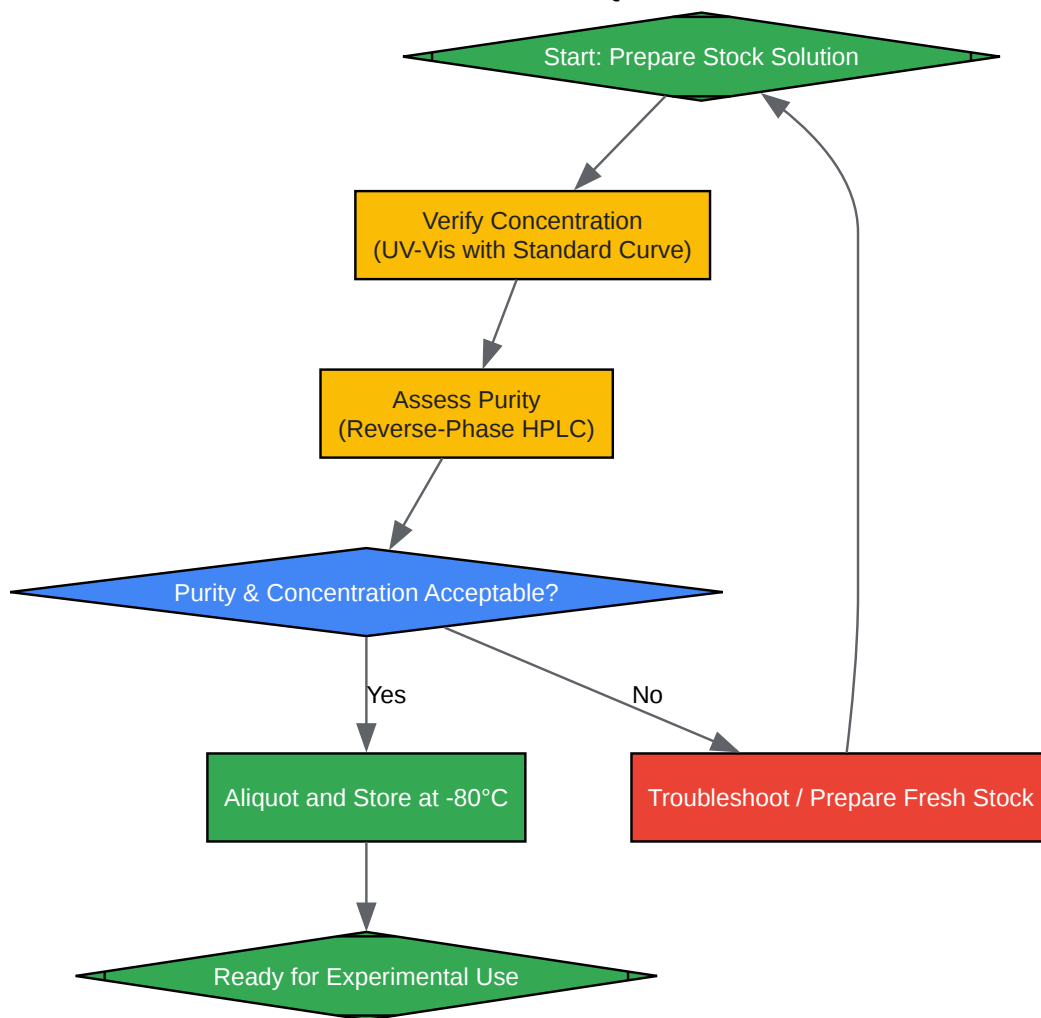 Start: Prepare Stock Solution
Verify Concentration
(UV-Vis with Standard Curve)
Assess Purity
(Reverse-Phase HPLC)
Purity & Concentration Acceptable?
Yes
No
Aliquot and Store at -80°C
Troubleshoot / Prepare Fresh Stock
Ready for Experimental Use